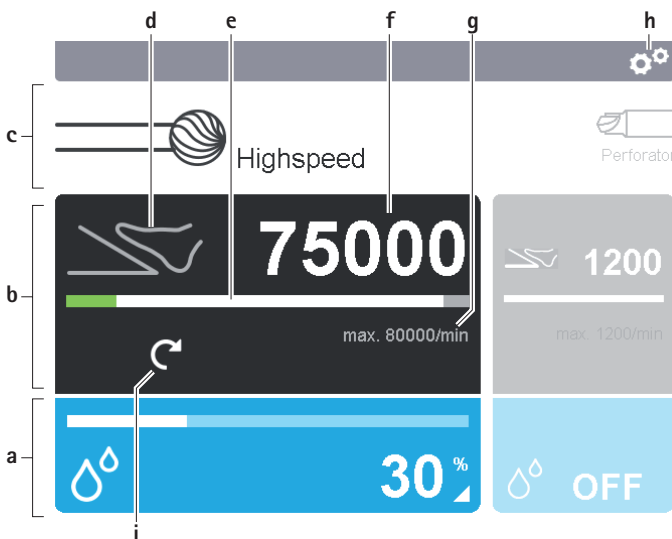 d e f g h
c
Highspeed
Perforator
b
75000
1200
max. 80000/min
max. 1200/min
a
30 %
OFF
i